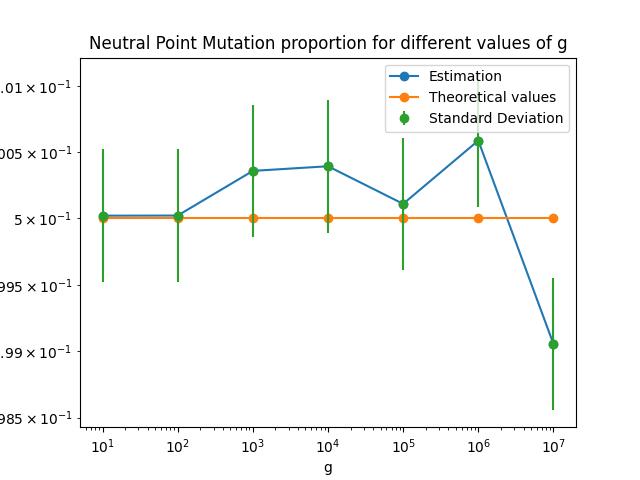 Neutral Point Mutation proportion for different values of g
.01 × 10⁻¹
005 × 10⁻¹
5 × 10⁻¹
995 × 10⁻¹
.99 × 10⁻¹
985 × 10⁻¹
Estimation
Theoretical values
Standard Deviation
10¹ 10² 10³ 10⁴ 10⁵ 10⁶ 10⁷
g